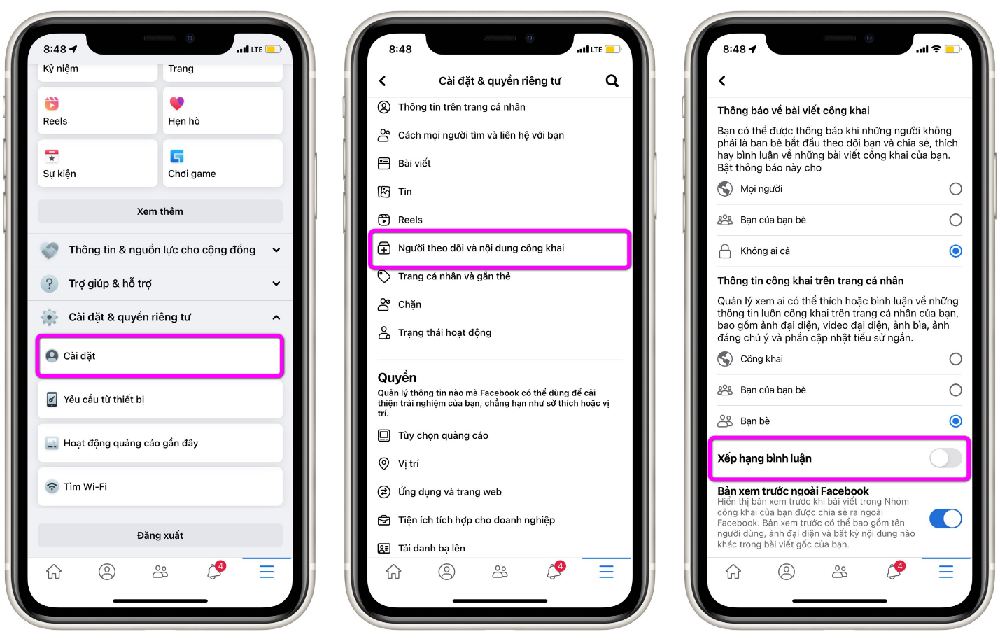 8:48
LTE
Kỷ niệm
Trang
Reels
Hẹn hò
Sự kiện
Chơi game
Xem thêm
Thông tin & nguồn lực cho cộng đồng
Trợ giúp & hỗ trợ
Cài đặt & quyền riêng tư
Cài đặt
Yêu cầu từ thiết bị
Hoạt động quảng cáo gần đây
Tìm Wi-Fi
Đăng xuất
4
8:48
LTE
Cài đặt & quyền riêng tư
Thông tin trên trang cá nhân
Cách mọi người tìm và liên hệ với bạn
Bài viết
Tin
Reels
Người theo dõi và nội dung công khai
Trang cá nhân và gắn thẻ
Chặn
Trạng thái hoạt động
Quyền
Quản lý thông tin nào mà Facebook có thể dùng để cải
thiện trải nghiệm của bạn, chẳng hạn như sở thích hoặc vị
trí.
Tùy chọn quảng cáo
Vị trí
Ứng dụng và trang web
Tiện ích tích hợp cho doanh nghiệp
Tải danh bạ lên
4
8:48
Thông báo về bài viết công khai
Bạn có thể được thông báo khi những người không
phải là bạn bè bắt đầu theo dõi bạn và chia sẻ, thích
hay bình luận về những bài viết công khai của bạn.
Bật thông báo này cho
Mọi người
Bạn của bạn bè
Không ai cả
Thông tin công khai trên trang cá nhân
Quản lý xem ai có thể thích hoặc bình luận về những
thông tin luôn công khai trên trang cá nhân của bạn,
bao gồm ảnh đại diện, video đại diện, ảnh bìa, ảnh
đáng chú ý và phần cập nhật tiểu sử ngắn.
Công khai
Bạn của bạn bè
Bạn bè
Xếp hạng bình luận
Bản xem trước ngoài Facebook
Hiển thị bản xem trước khi bài viết trong Nhóm
công khai của bạn được chia sẻ ra ngoài
Facebook. Bản xem trước có thể bao gồm tên
người dùng, ảnh đại diện và bất kỳ nội dung nào
khác trong bài viết gốc của bạn.
4